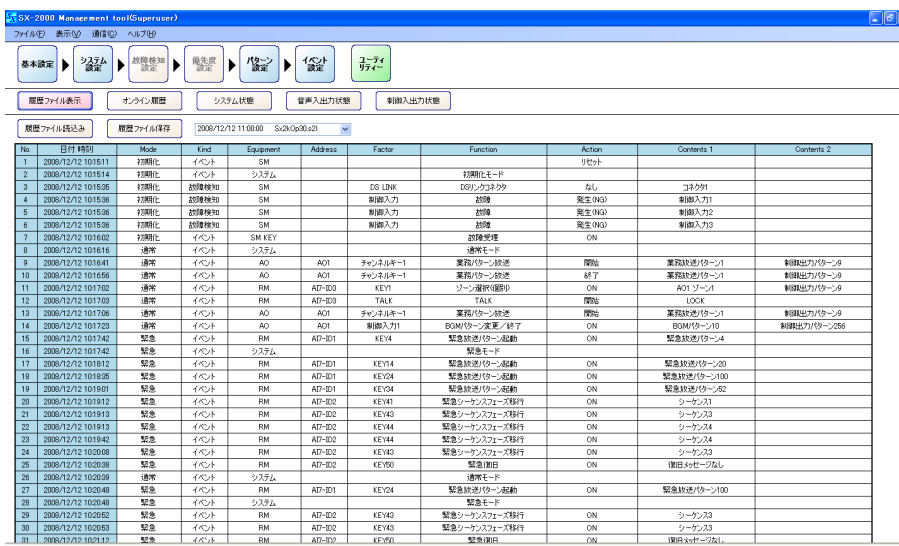 SX-2000 Management tool(Superuser)
ファイル(F) 表示(V) 通信(C) ヘルプ(H)
基本設定 システム設定 故障検知設定 優先度設定 パターン設定 イベント設定 ユーティリティー
履歴ファイル表示 オンライン履歴 システム状態 音声入出力状態 制御入出力状態
履歴ファイル読込み 履歴ファイル保存 2008/12/12 11:00:00 Sx2kOp30.s2l
No. 日付 時刻 Mode Kind Equipment Address Factor Function Action Contents 1 Contents 2
1 2008/12/12 10:15:11 初期化 イベント SM リセット
2 2008/12/12 10:15:14 初期化 イベント システム 初期化モード
3 2008/12/12 10:15:35 初期化 故障検知 SM DS LINK DSリンクコネクタ なし コネクタ1
4 2008/12/12 10:15:36 初期化 故障検知 SM 制御入力 故障 発生(NG) 制御入力1
5 2008/12/12 10:15:36 初期化 故障検知 SM 制御入力 故障 発生(NG) 制御入力2
6 2008/12/12 10:15:36 初期化 故障検知 SM 制御入力 故障 発生(NG) 制御入力3
7 2008/12/12 10:16:02 初期化 イベント SM KEY 故障受理 ON
8 2008/12/12 10:16:16 通常 イベント システム 通常モード
9 2008/12/12 10:16:41 通常 イベント AO AO1 チャンネルキー1 業務パターン放送 開始 業務放送パターン1 制御出力パターン9
10 2008/12/12 10:16:56 通常 イベント AO AO1 チャンネルキー1 業務パターン放送 終了 業務放送パターン1 制御出力パターン9
11 2008/12/12 10:17:02 通常 イベント RM AI7-ID3 KEY1 ゾーン選択(個別) ON AO1 ゾーン1 制御出力パターン9
12 2008/12/12 10:17:03 通常 イベント RM AI7-ID3 TALK TALK 開始 LOCK
13 2008/12/12 10:17:06 通常 イベント AO AO1 チャンネルキー1 業務パターン放送 開始 業務放送パターン1 制御出力パターン9
14 2008/12/12 10:17:23 通常 イベント AO AO1 制御入力1 BGMパターン変更/終了 ON BGMパターン10 制御出力パターン256
15 2008/12/12 10:17:42 緊急 イベント RM AI7-ID1 KEY4 緊急放送パターン起動 ON 緊急放送パターン4
16 2008/12/12 10:17:42 緊急 イベント システム 緊急モード
17 2008/12/12 10:18:12 緊急 イベント RM AI7-ID1 KEY14 緊急放送パターン起動 ON 緊急放送パターン20
18 2008/12/12 10:18:35 緊急 イベント RM AI7-ID1 KEY24 緊急放送パターン起動 ON 緊急放送パターン100
19 2008/12/12 10:19:01 緊急 イベント RM AI7-ID1 KEY34 緊急放送パターン起動 ON 緊急放送パターン52
20 2008/12/12 10:19:12 緊急 イベント RM AI7-ID2 KEY41 緊急シーケンスフェーズ移行 ON シーケンス1
21 2008/12/12 10:19:13 緊急 イベント RM AI7-ID2 KEY43 緊急シーケンスフェーズ移行 ON シーケンス3
22 2008/12/12 10:19:13 緊急 イベント RM AI7-ID2 KEY44 緊急シーケンスフェーズ移行 ON シーケンス4
23 2008/12/12 10:19:42 緊急 イベント RM AI7-ID2 KEY44 緊急シーケンスフェーズ移行 ON シーケンス4
24 2008/12/12 10:20:08 緊急 イベント RM AI7-ID2 KEY43 緊急シーケンスフェーズ移行 ON シーケンス3
25 2008/12/12 10:20:38 緊急 イベント RM AI7-ID2 KEY50 緊急復旧 ON 復旧メッセージなし
26 2008/12/12 10:20:39 通常 イベント システム 通常モード
27 2008/12/12 10:20:48 緊急 イベント RM AI7-ID1 KEY24 緊急放送パターン起動 ON 緊急放送パターン100
28 2008/12/12 10:20:48 緊急 イベント システム 緊急モード
29 2008/12/12 10:20:52 緊急 イベント RM AI7-ID2 KEY43 緊急シーケンスフェーズ移行 ON シーケンス3
30 2008/12/12 10:20:53 緊急 イベント RM AI7-ID2 KEY43 緊急シーケンスフェーズ移行 ON シーケンス3
31 2008/12/12 10:21:12 緊急 イベント RM AI7-ID2 KEY50 緊急復旧 ON 復旧メッセージなし